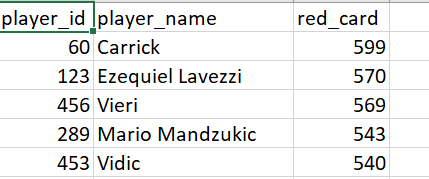 player_id player_name red_card
60 Carrick 599
123 Ezequiel Lavezzi 570
456 Vieri 569
289 Mario Mandzukic 543
453 Vidic 540